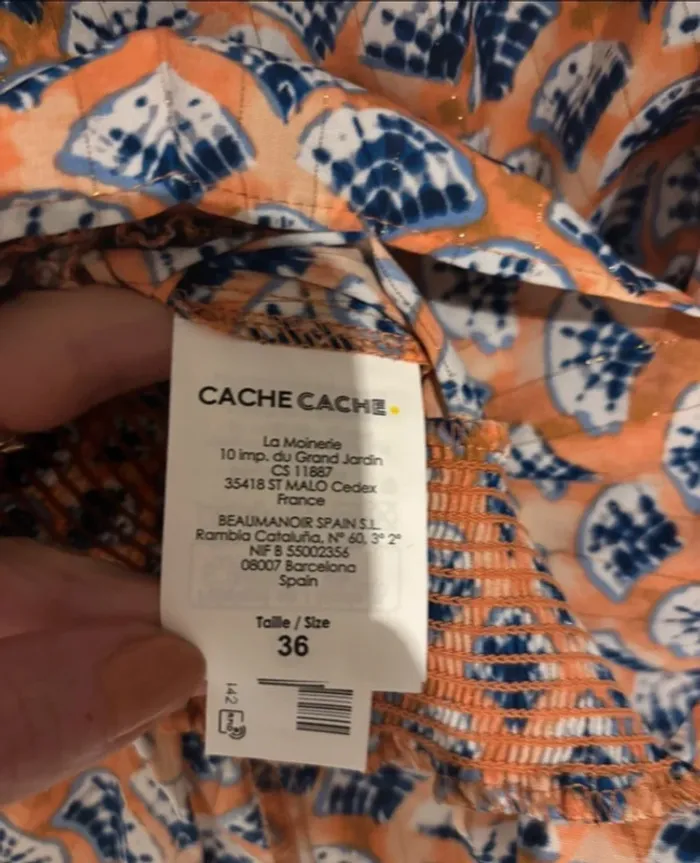 CACHE CACHE
La Moinerie
10 imp. du Grand Jardin
CS 11887
35418 ST MALO Cedex
France
BEAUMANOIR SPAIN S.L.
Rambla Cataluña, Nº 60, 3º 2ª
NIF B 55002356
08007 Barcelona
Spain
Taille / Size
36
142